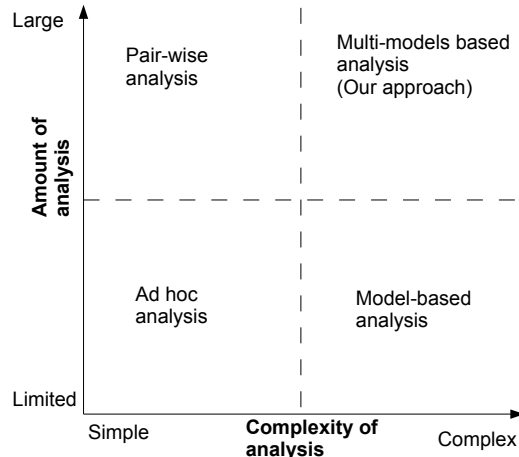 Large
Pair-wise
analysis
Multi-models based
analysis
(Our approach)
Amount of
analysis
Ad hoc
analysis
Model-based
analysis
Limited
Simple
Complexity of
analysis
Complex